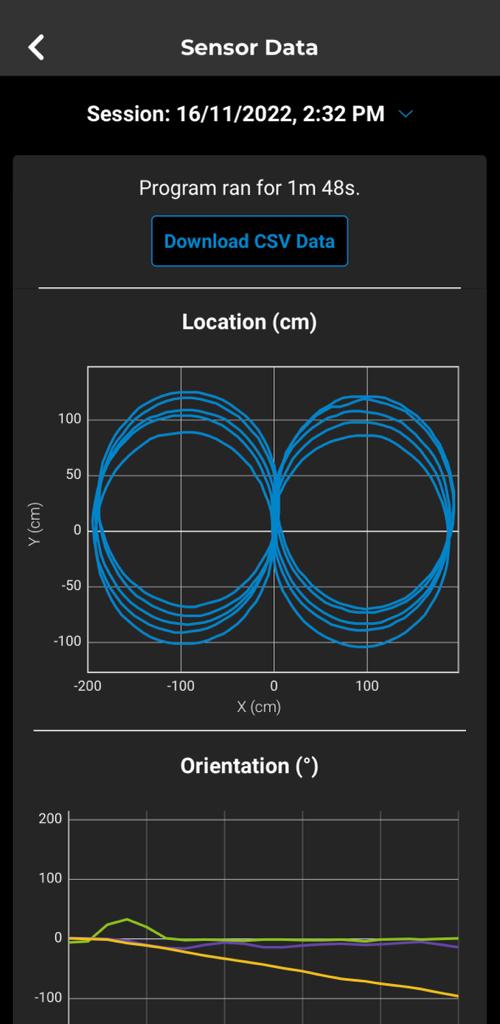 Sensor Data
Session: 16/11/2022, 2:32 PM
Program ran for 1m 48s.
Download CSV Data
Location (cm)
100
50
0
-50
-100
Y (cm)
-200 -100 0 100
X (cm)
Orientation (°)
200
100
0
-100